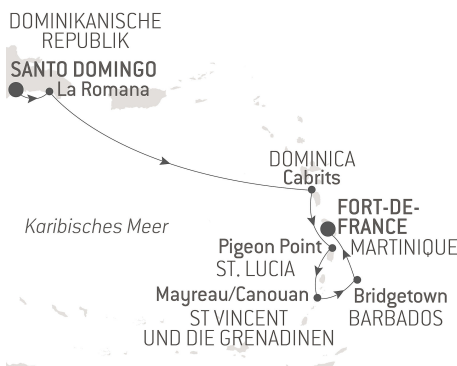 DOMINIKANISCHE
REPUBLIK
SANTO DOMINGO
La Romana
DOMINICA
Cabrits
FORT-DE-
FRANCE
MARTINIQUE
Karibisches Meer
Pigeon Point
ST. LUCIA
Mayreau/Canouan
ST VINCENT
UND DIE GRENADINEN
Bridgetown
BARBADOS